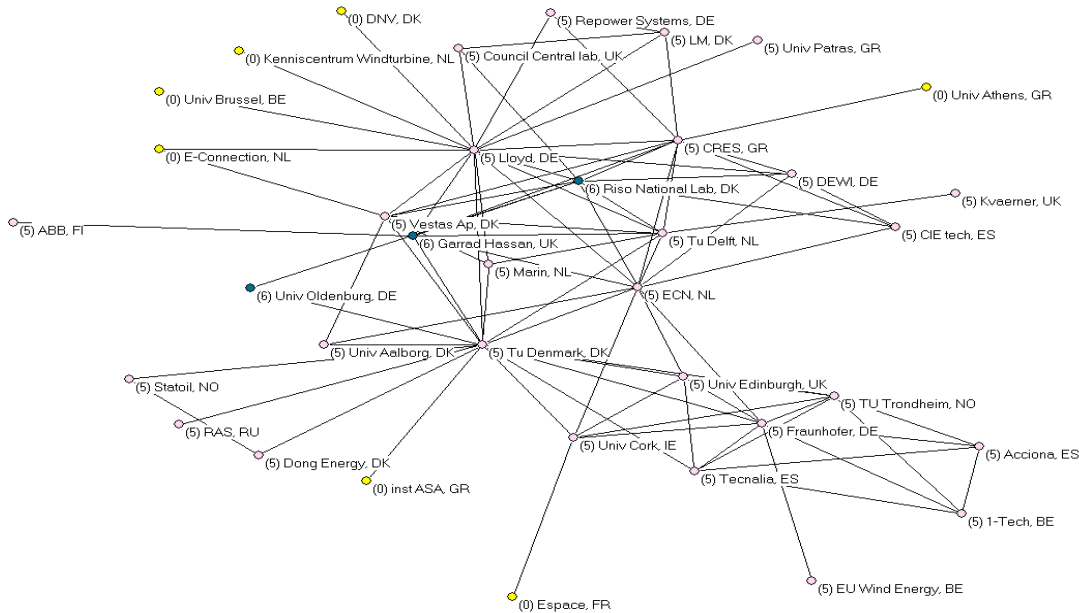 (0) DNV, DK
(5) Repower Systems, DE
(5) LM, DK
(5) Univ Patras, GR
(0) Kenniscentrum Windturbine, NL
(5) Council Central lab, UK
(0) Univ Brussel, BE
(0) Univ Athens, GR
(0) E-Connection, NL
(5) Lloyd, DE
(5) CRES, GR
(5) DEWI, DE
(6) Riso National Lab, DK
(5) Kvaerner, UK
(5) ABB, FI
(5) Vestas Ap, DK
(6) Garrad Hassan, UK
(5) Tu Delft, NL
(5) CIE tech, ES
(5) Marin, NL
(6) Univ Oldenburg, DE
(5) ECN, NL
(5) Univ Aalborg, DK
(5) Tu Denmark, DK
(5) Statoil, NO
(5) Univ Edinburgh, UK
(5) TU Trondheim, NO
(5) RAS, RU
(5) Univ Cork, IE
(5) Fraunhofer, DE
(5) Acciona, ES
(5) Dong Energy, DK
(5) Tecnalia, ES
(0) inst ASA, GR
(5) 1-Tech, BE
(5) EU Wind Energy, BE
(0) Espace, FR